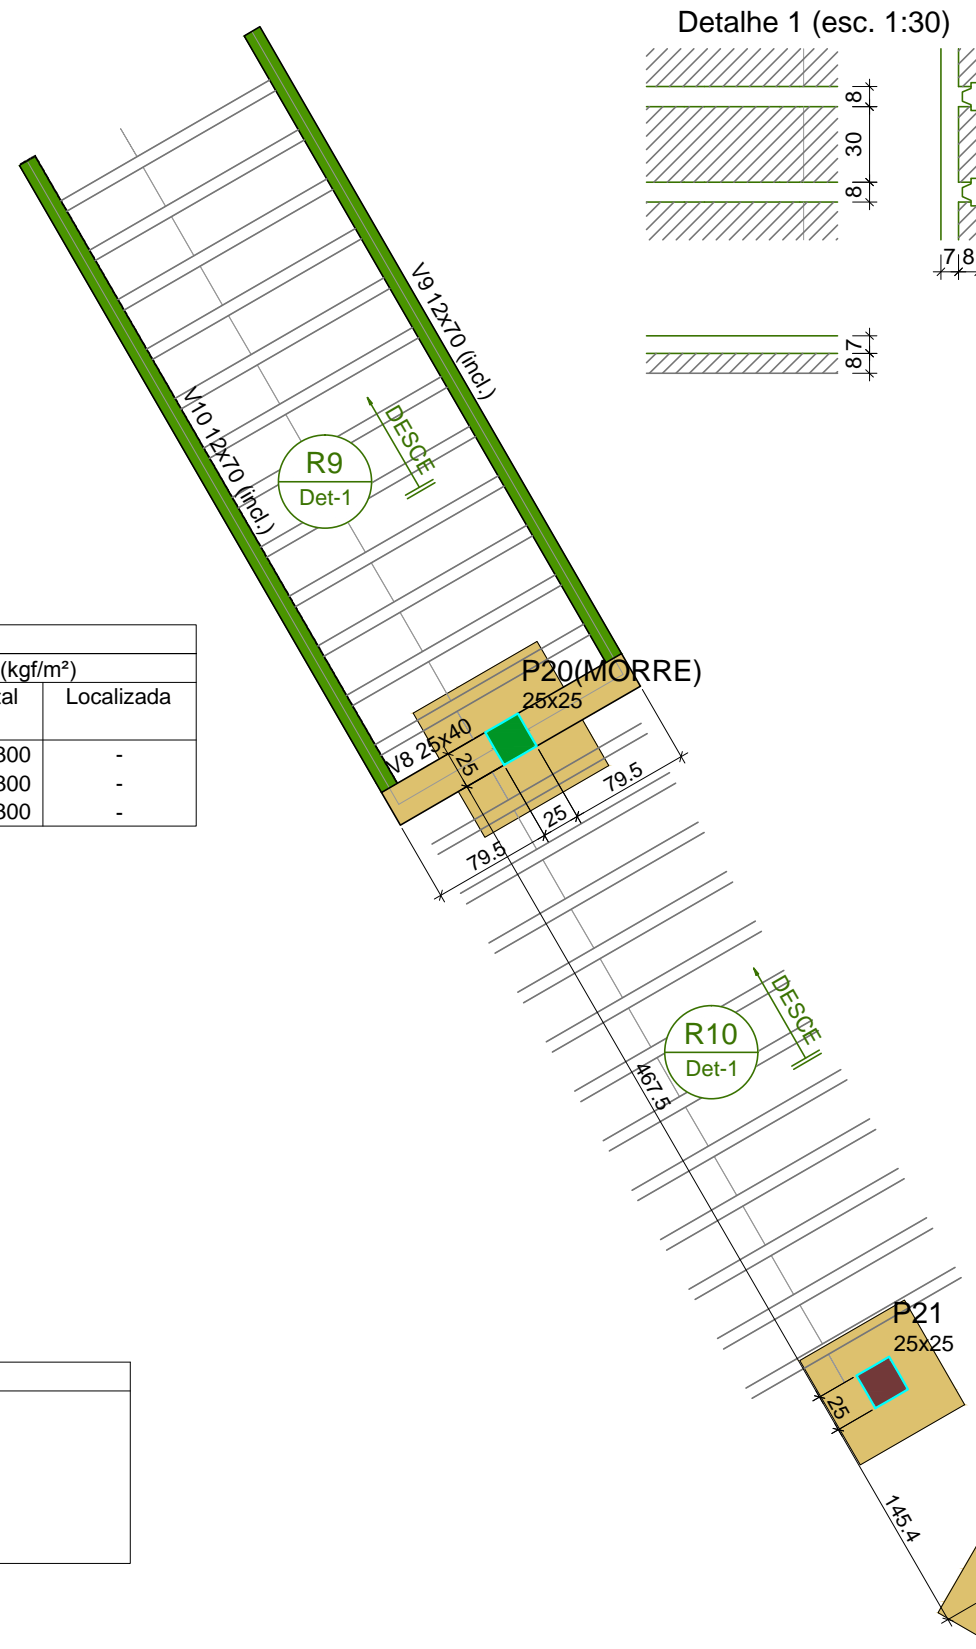 Detalhe 1 (esc. 1:30)
8
30
8
7 8
7
8
V9 12x70 (incl.)
V10 12x70 (incl.)
DESCE
R9
Det-1
(kgf/m²)
Localizada
300
-
300
-
300
-
P20(MORRE)
25x25
V8 25x40
25
79.5
25
79.5
DESCE
R10
Det-1
467.5
P21
25x25
25
145.4